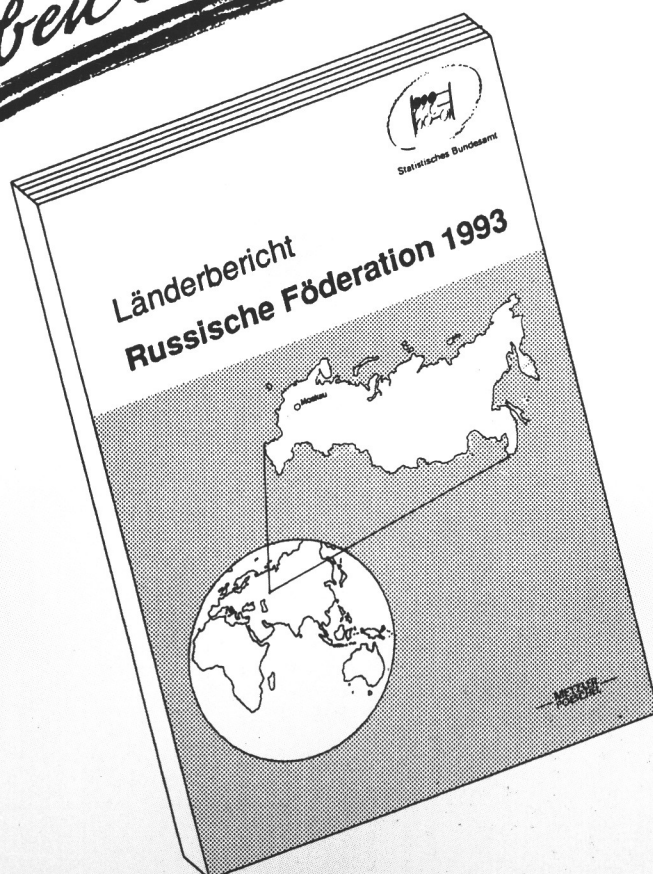 Statistisches Bundesamt
Länderbericht
Russische Föderation 1993
Moskau
METZLER
POESCHEL